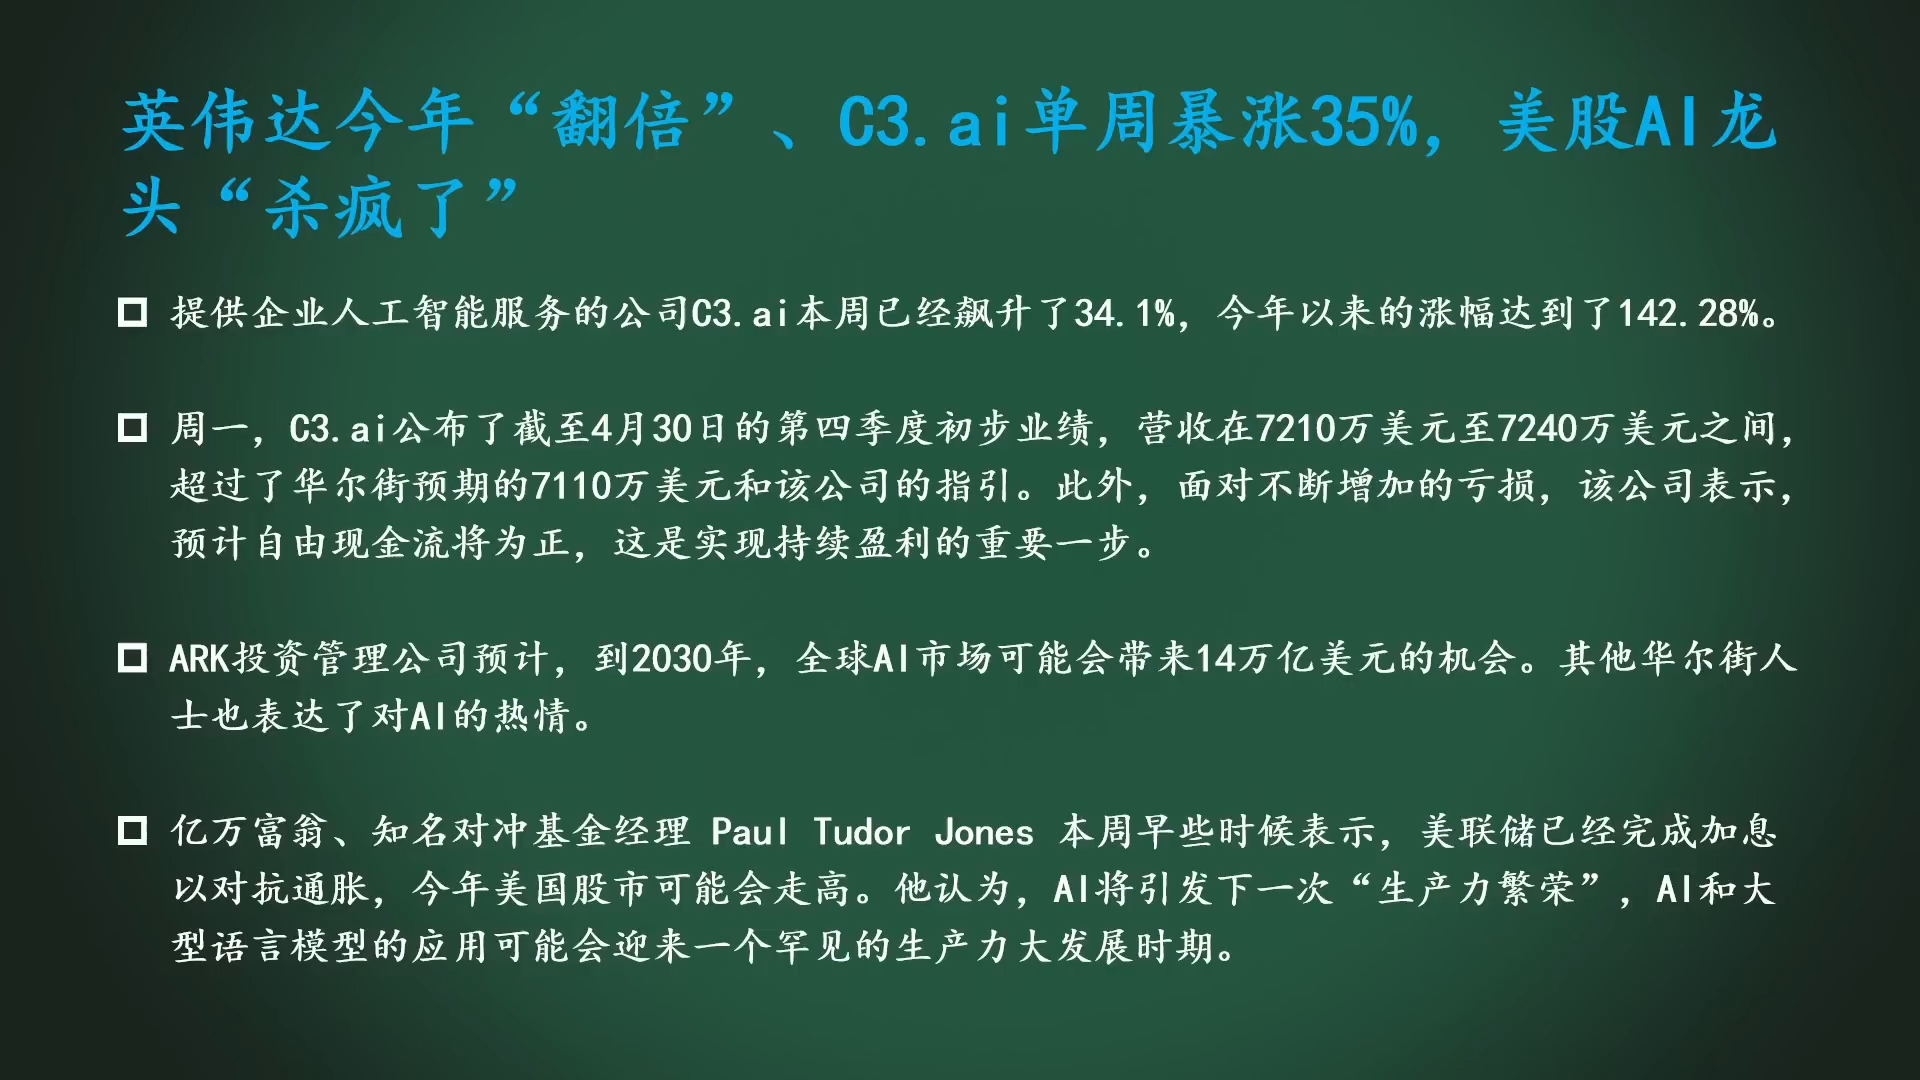 英伟达今年“翻倍”、C3.ai单周暴涨35%，美股AI龙
头“杀疯了”
提供企业人工智能服务的公司C3.ai本周已经飙升了34.1%，今年以来的涨幅达到了142.28%。
周一，C3.ai公布了截至4月30日的第四季度初步业绩，营收在7210万美元至7240万美元之间，
超过了华尔街预期的7110万美元和该公司的指引。此外，面对不断增加的亏损，该公司表示，
预计自由现金流将为正，这是实现持续盈利的重要一步。
ARK投资管理公司预计，到2030年，全球AI市场可能会带来14万亿美元的机会。其他华尔街人
士也表达了对AI的热情。
亿万富翁、知名对冲基金经理 Paul Tudor Jones 本周早些时候表示，美联储已经完成加息
以对抗通胀，今年美国股市可能会走高。他认为，AI将引发下一次“生产力繁荣”，AI和大
型语言模型的应用可能会迎来一个罕见的生产力大发展时期。